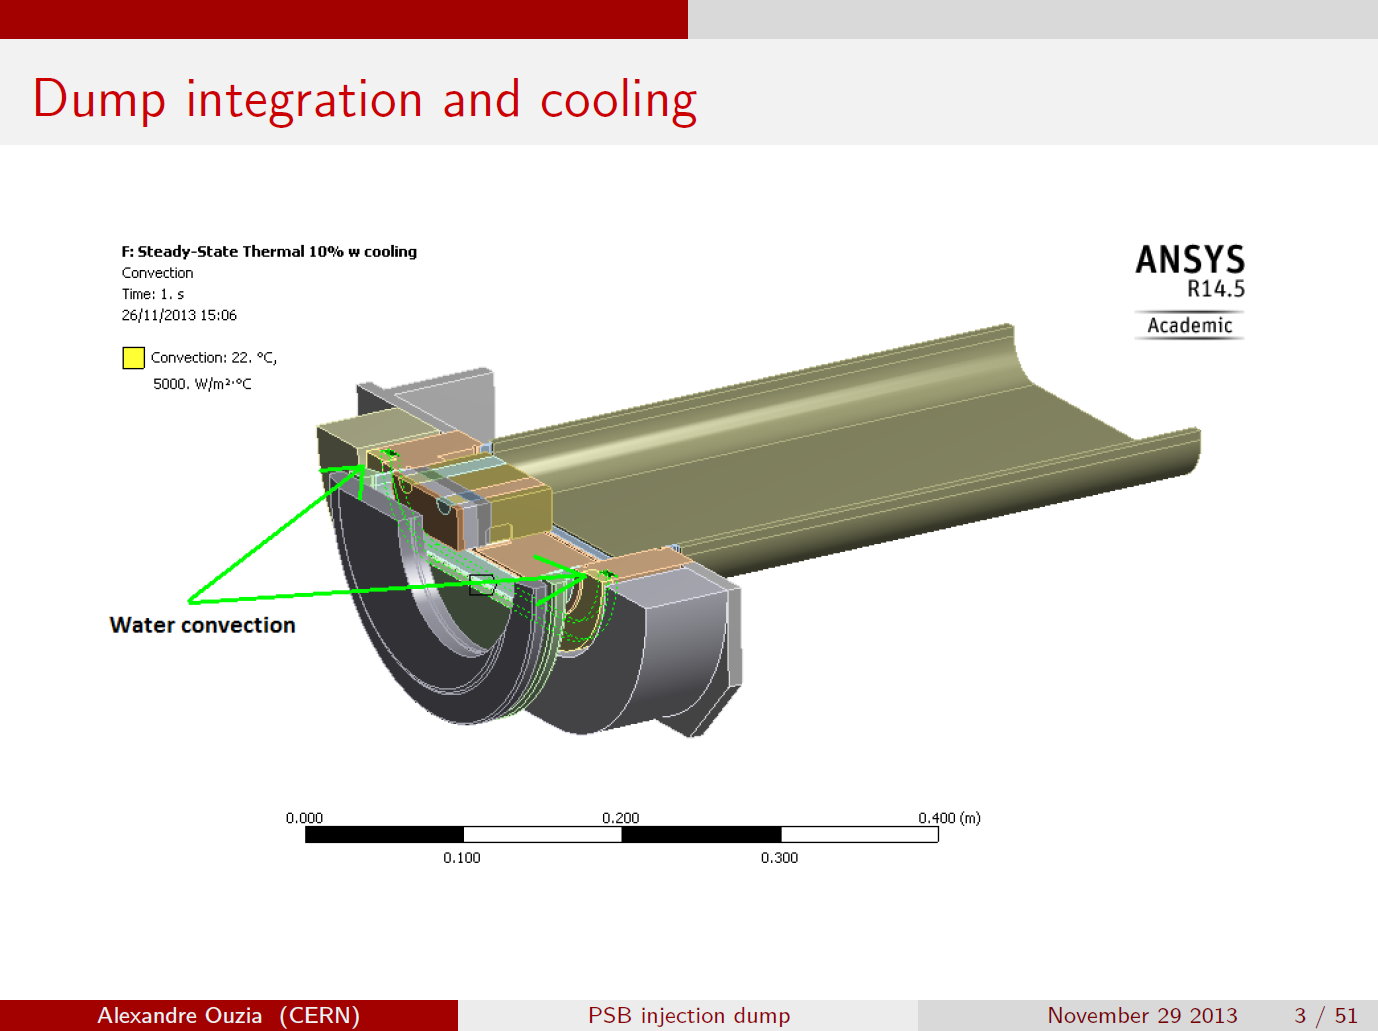 Dump integration and cooling
F: Steady-State Thermal 10% w cooling
Convection
Time: 1. s
26/11/2013 15:06
Convection: 22. °C,
5000. W/m²·°C
ANSYS
R14.5
Academic
Water convection
0.000 0.200 0.400 (m)
0.100 0.300
Alexandre Ouzia (CERN) PSB injection dump November 29 2013 3 / 51